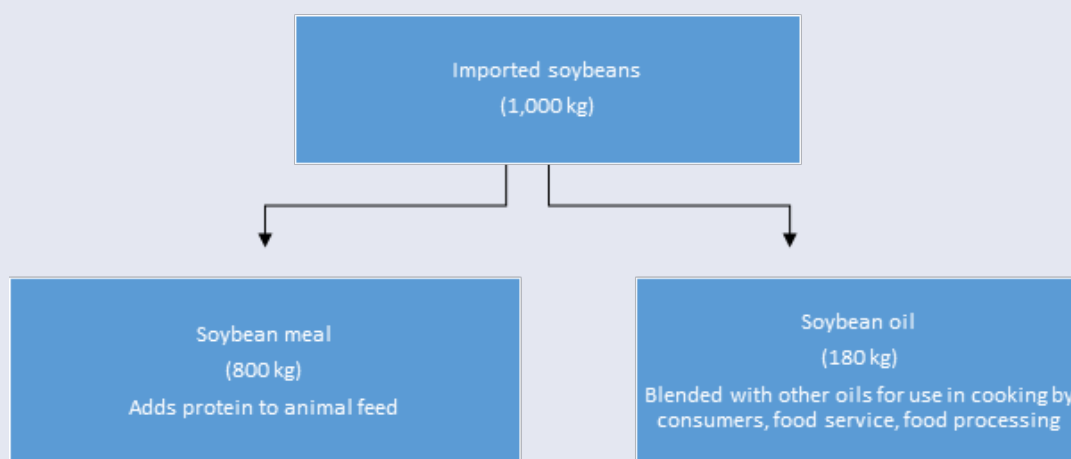 Imported soybeans
(1,000 kg)
Soybean meal
(800 kg)
Adds protein to animal feed
Soybean oil
(180 kg)
Blended with other oils for use in cooking by
consumers, food service, food processing